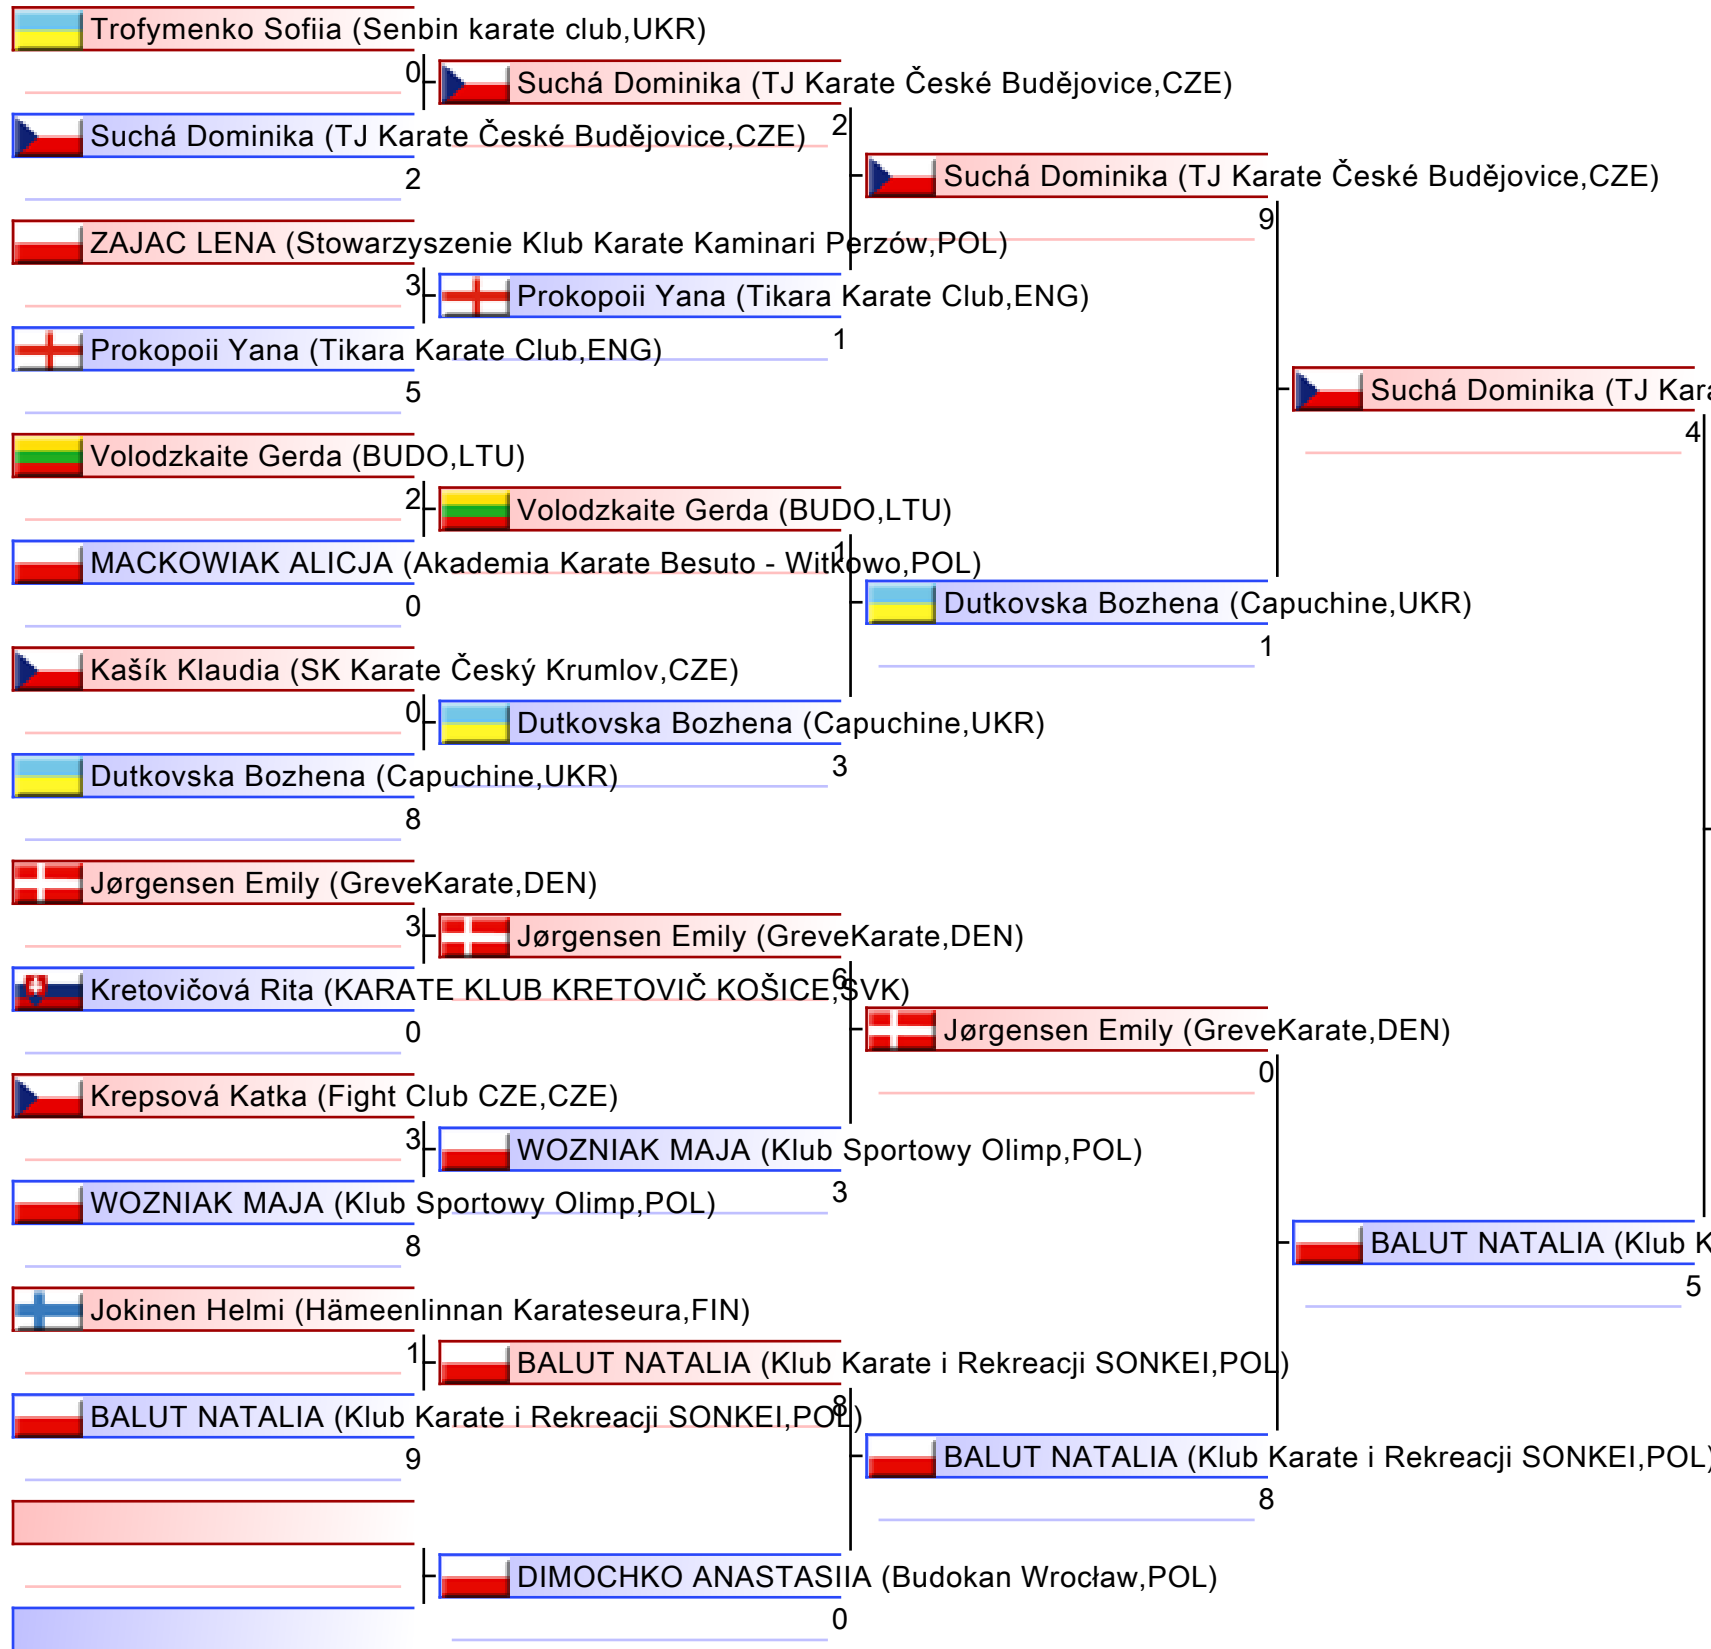 Trofymenko Sofiia (Senbin karate club,UKR)
0
Suchá Dominika (TJ Karate České Budějovice,CZE)
2
ZAJAC LENA (Stowarzyszenie Klub Karate Kaminari Perzów,POL)
3
Prokopoii Yana (Tikara Karate Club,ENG)
5
Volodzkaite Gerda (BUDO,LTU)
2
MACKOWIAK ALICJA (Akademia Karate Besuto - Witkowo,POL)
0
Kašík Klaudia (SK Karate Český Krumlov,CZE)
0
Dutkovska Bozhena (Capuchine,UKR)
8
Jørgensen Emily (GreveKarate,DEN)
3
Kretovičová Rita (KARATE KLUB KRETOVIČ KOŠICE,SVK)
0
Krepsová Katka (Fight Club CZE,CZE)
3
WOZNIAK MAJA (Klub Sportowy Olimp,POL)
8
Jokinen Helmi (Hämeenlinnan Karateseura,FIN)
1
BALUT NATALIA (Klub Karate i Rekreacji SONKEI,POL)
9
Suchá Dominika (TJ Karate České Budějovice,CZE)
2
Prokopoii Yana (Tikara Karate Club,ENG)
1
Volodzkaite Gerda (BUDO,LTU)
1
Dutkovska Bozhena (Capuchine,UKR)
3
Jørgensen Emily (GreveKarate,DEN)
6
WOZNIAK MAJA (Klub Sportowy Olimp,POL)
3
BALUT NATALIA (Klub Karate i Rekreacji SONKEI,POL)
8
DIMOCHKO ANASTASIIA (Budokan Wrocław,POL)
0
Suchá Dominika (TJ Karate České Budějovice,CZE)
9
Dutkovska Bozhena (Capuchine,UKR)
1
Jørgensen Emily (GreveKarate,DEN)
0
BALUT NATALIA (Klub Karate i Rekreacji SONKEI,POL)
8
Suchá Dominika (TJ Kara
4
BALUT NATALIA (Klub K
5